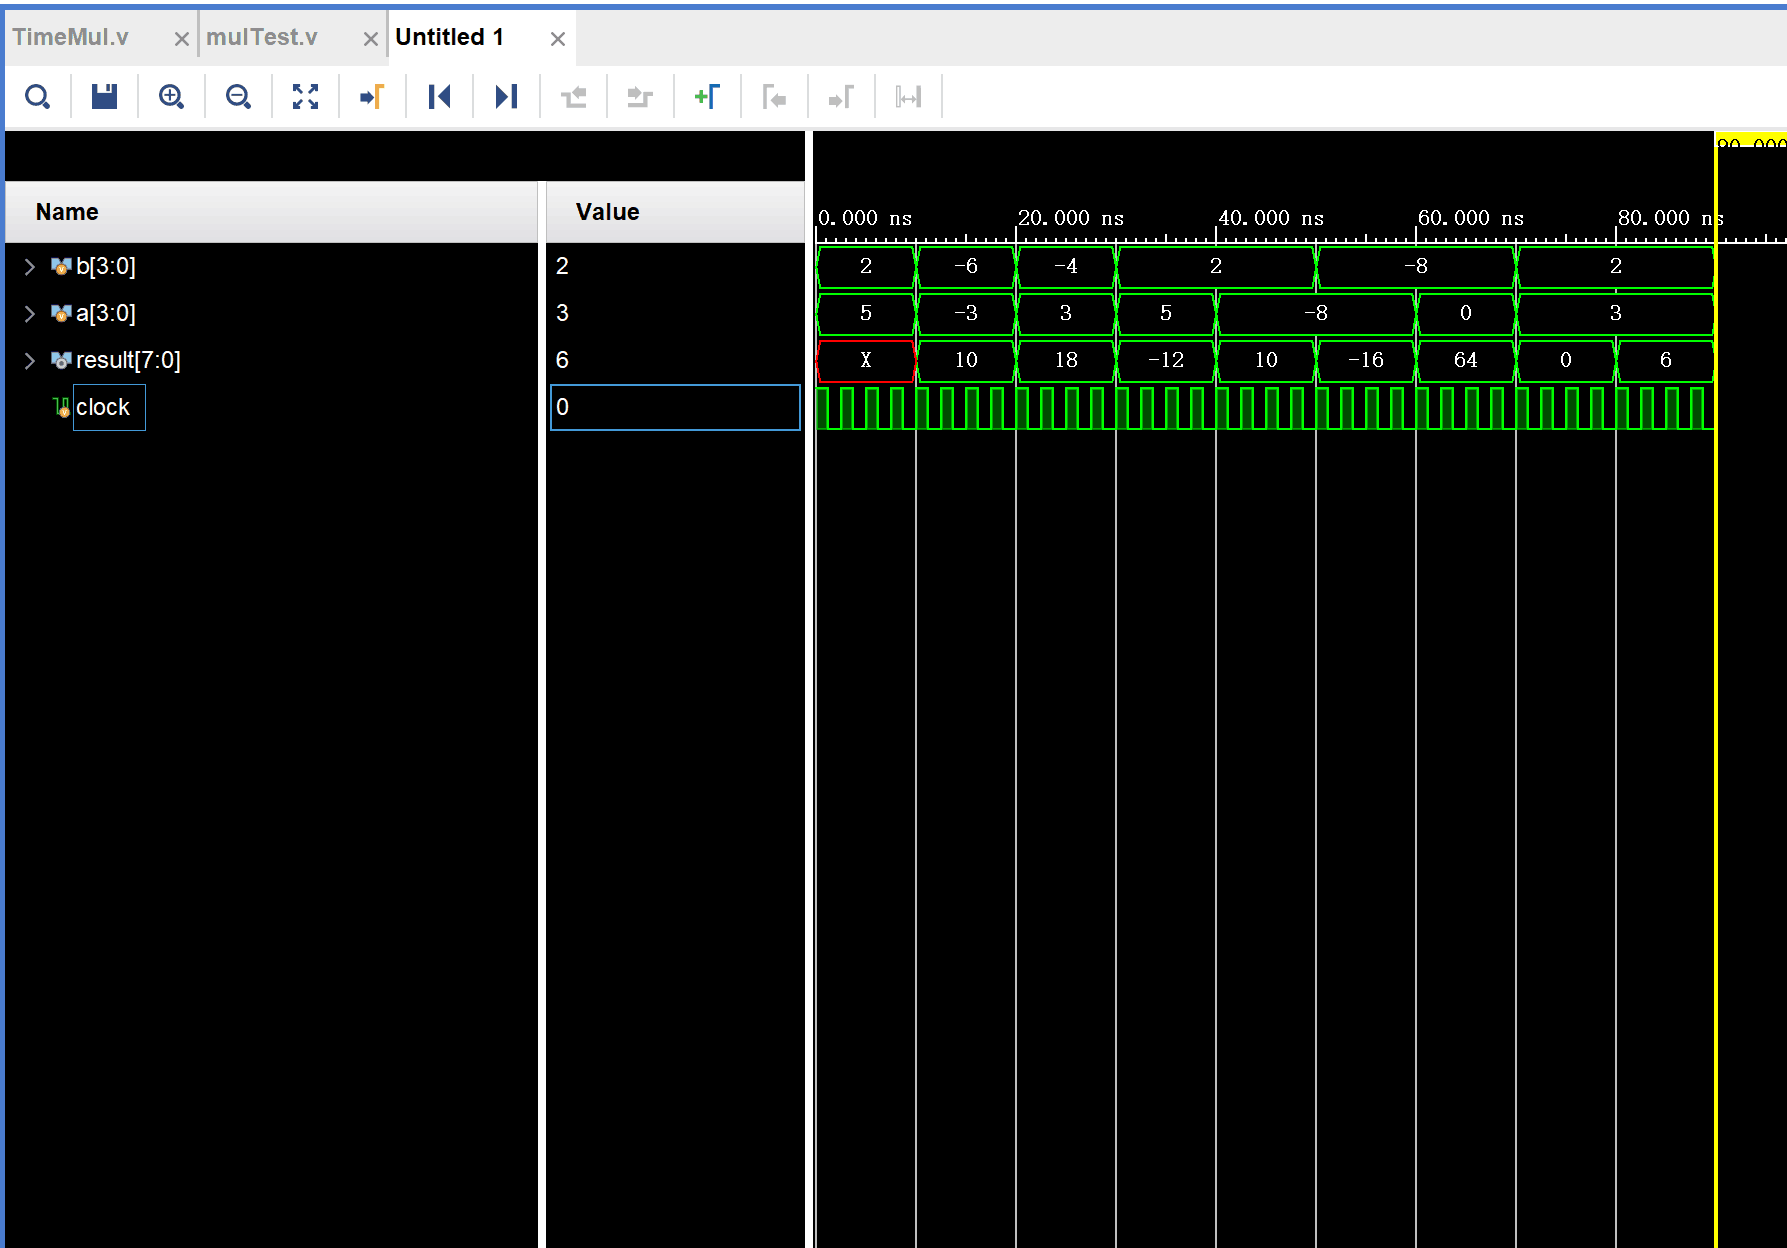 TimeMul.v mulTest.v Untitled 1
Name Value
0.000 ns 20.000 ns 40.000 ns 60.000 ns 80.000 ns
b[3:0] 2 2 -6 -4 2 -8 2
a[3:0] 3 5 -3 3 5 -8 0 3
result[7:0] 6 X 10 18 -12 10 -16 64 0 6
clock 0